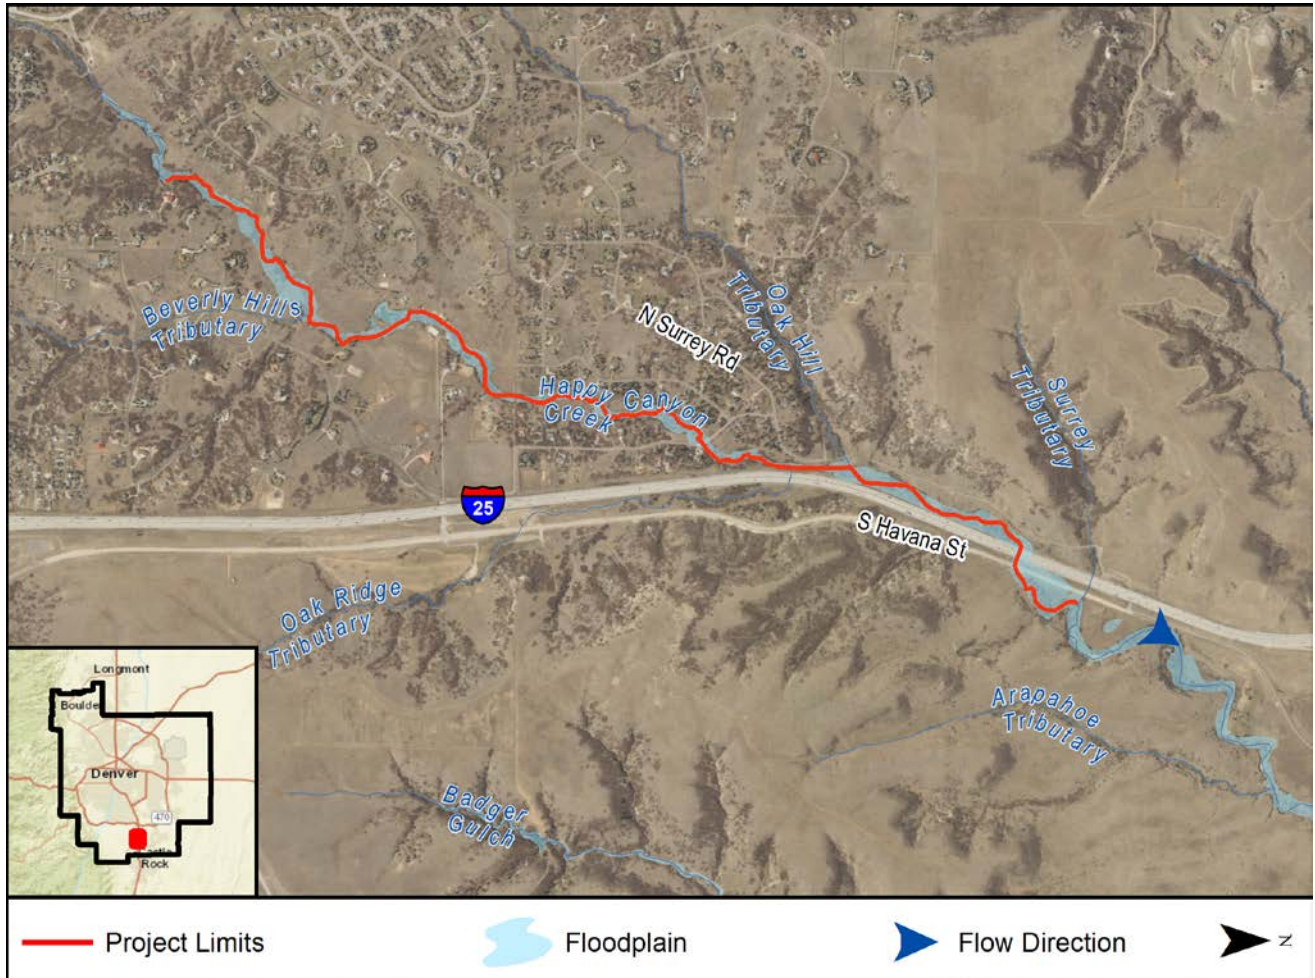 Beverly Hills
Tributary
Oak Hill
Tributary
N Surrey Rd
Happy Canyon
Creek
Surrey
Tributary
25
S Havana St
Oak Ridge
Tributary
Arapahoe
Tributary
Badger
Gulch
Longmont
Boulde
Denver
470
Rock
Project Limits
Floodplain
Flow Direction
N